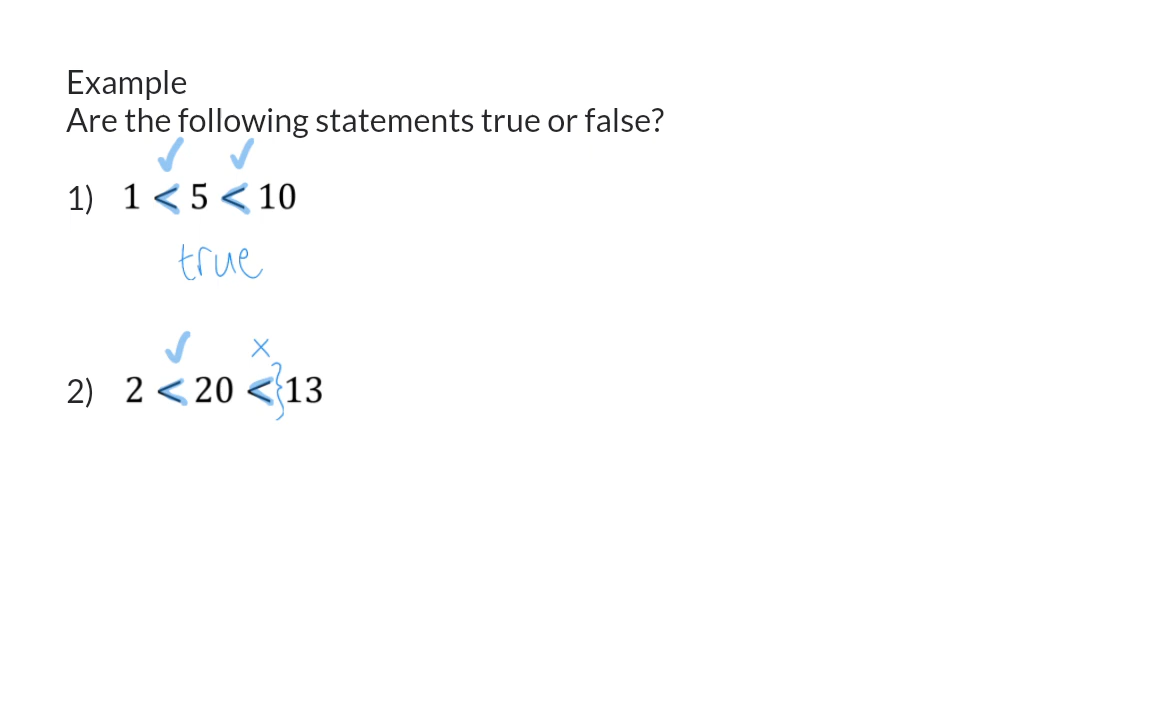 Example
Are the following statements true or false?
✓ ✓
1) 1 < 5 < 10
true
✓ x
2) 2 < 20 <}13